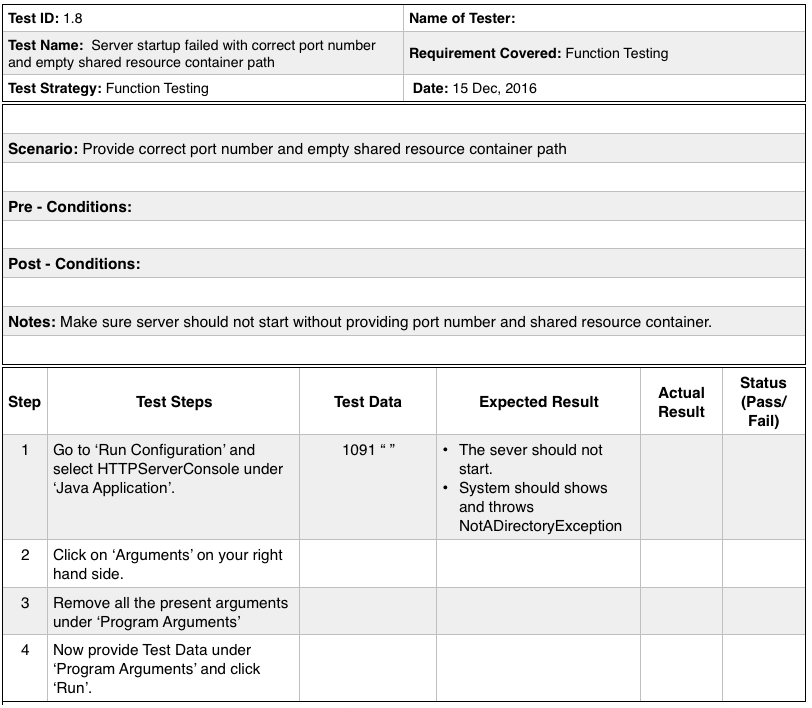 Test ID: 1.8
Name of Tester:
Test Name: Server startup failed with correct port number
and empty shared resource container path
Requirement Covered: Function Testing
Test Strategy: Function Testing
Date: 15 Dec, 2016
Scenario: Provide correct port number and empty shared resource container path
Pre - Conditions:
Post - Conditions:
Notes: Make sure server should not start without providing port number and shared resource container.
Step
Test Steps
Test Data
Expected Result
Actual
Result
Status
(Pass/
Fail)
1
Go to ‘Run Configuration’ and
select HTTPServerConsole under
‘Java Application’.
1091 “ ”
• The sever should not
start.
• System should shows
and throws
NotADirectoryException
2
Click on ‘Arguments’ on your right
hand side.
3
Remove all the present arguments
under ‘Program Arguments’
4
Now provide Test Data under
‘Program Arguments’ and click
‘Run’.